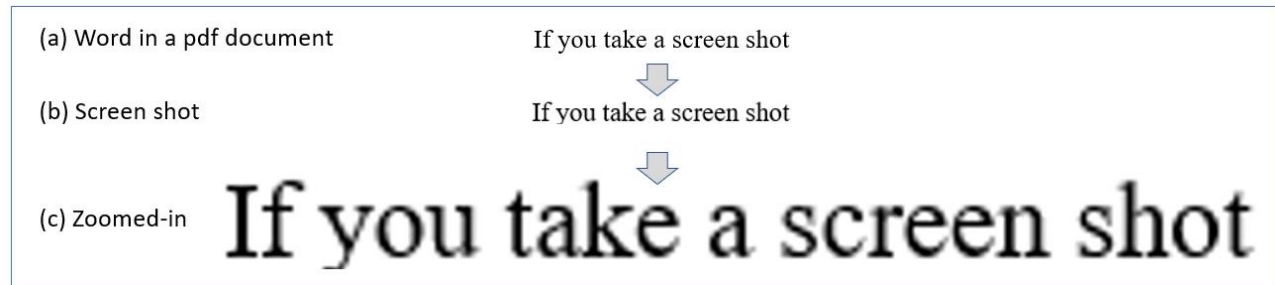 (a) Word in a pdf document If you take a screen shot
(b) Screen shot If you take a screen shot
(c) Zoomed-in If you take a screen shot